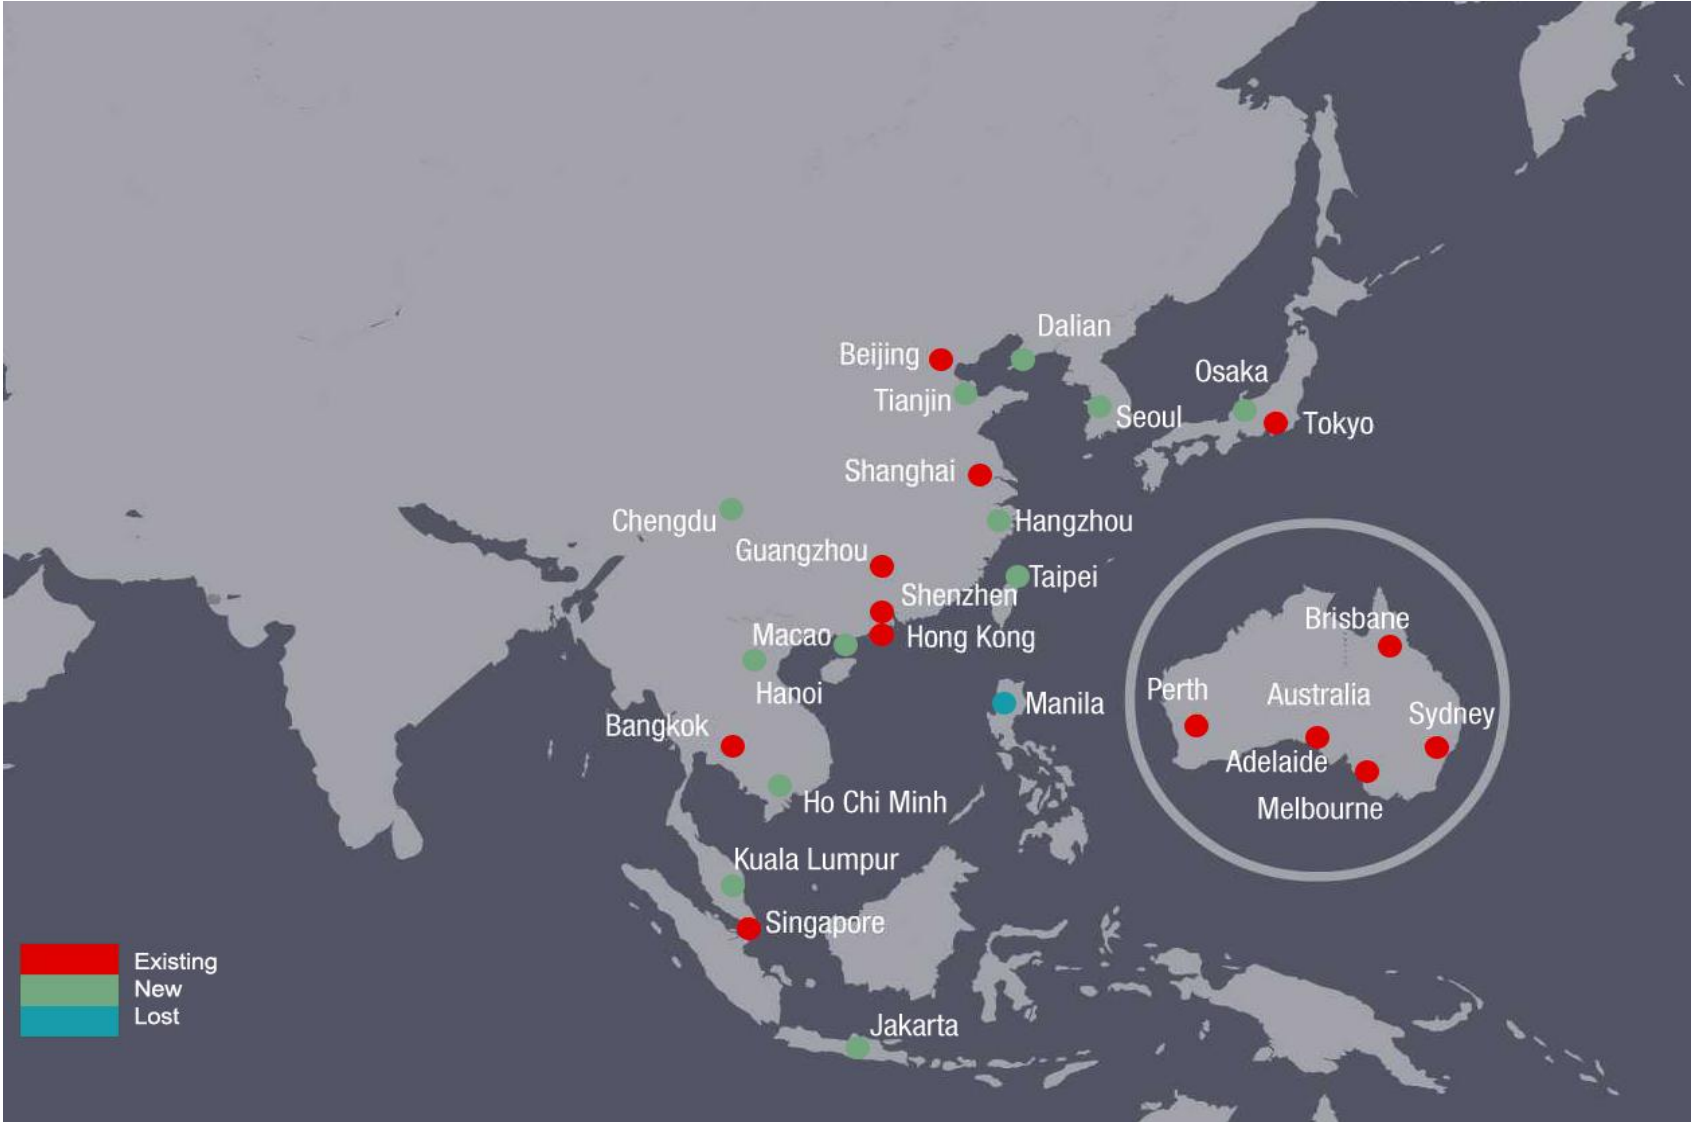 Dalian
Beijing
Osaka
Tianjin
Seoul
Tokyo
Shanghai
Chengdu
Hangzhou
Guangzhou
Taipei
Shenzhen
Macao
Hong Kong
Hanoi
Manila
Bangkok
Ho Chi Minh
Kuala Lumpur
Singapore
Jakarta
Brisbane
Perth
Australia
Sydney
Adelaide
Melbourne
Existing
New
Lost